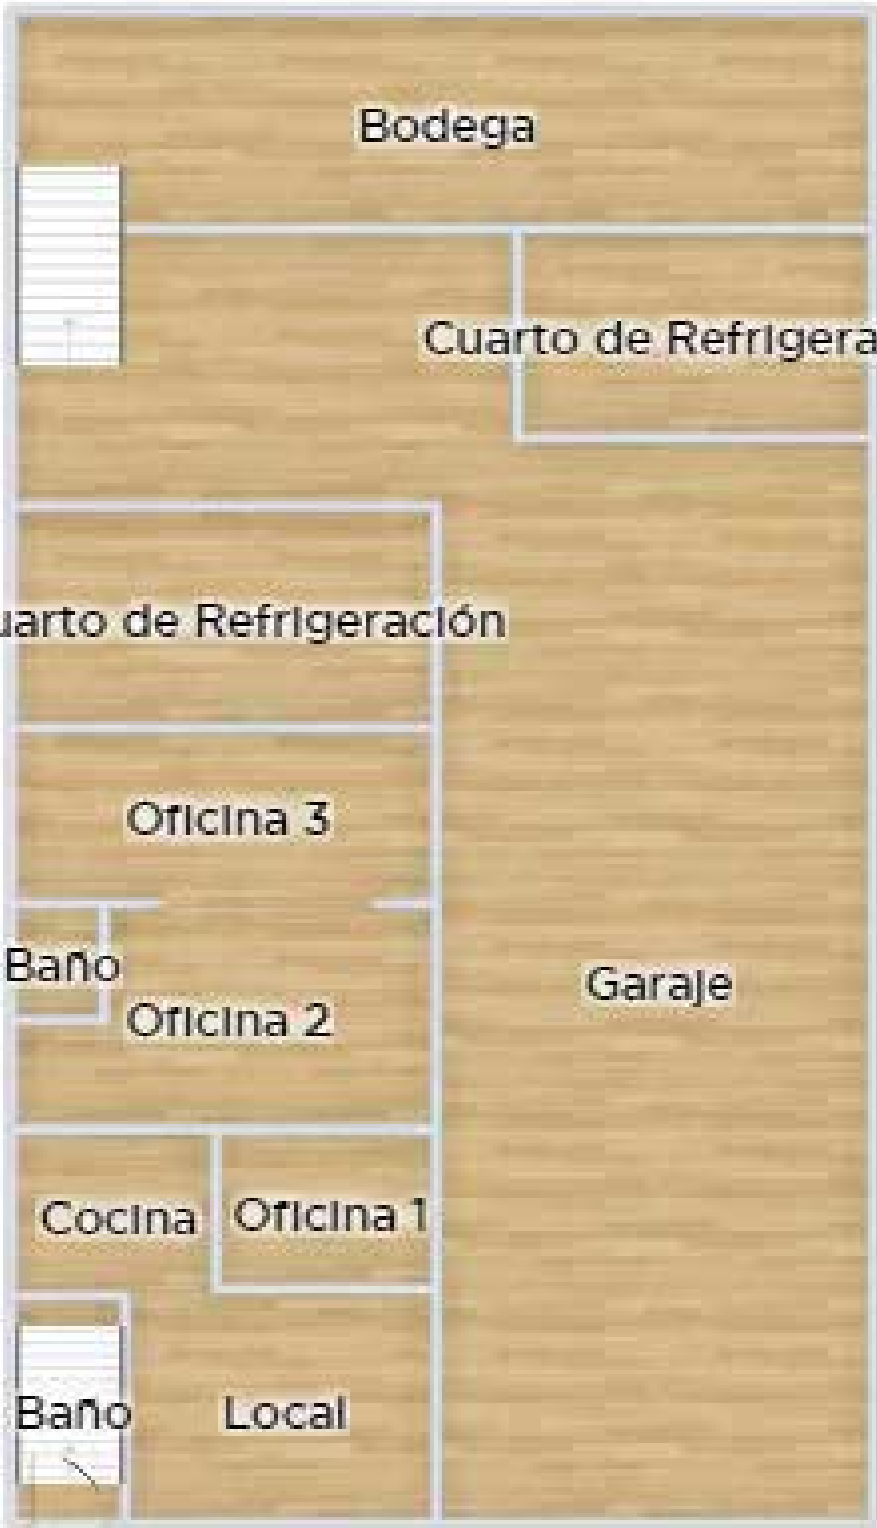 Bodega
Cuarto de Refrigera
uarto de Refrigeración
Oficina 3
Baño
Oficina 2
Garaje
Cocina
Oficina 1
Baño
Local